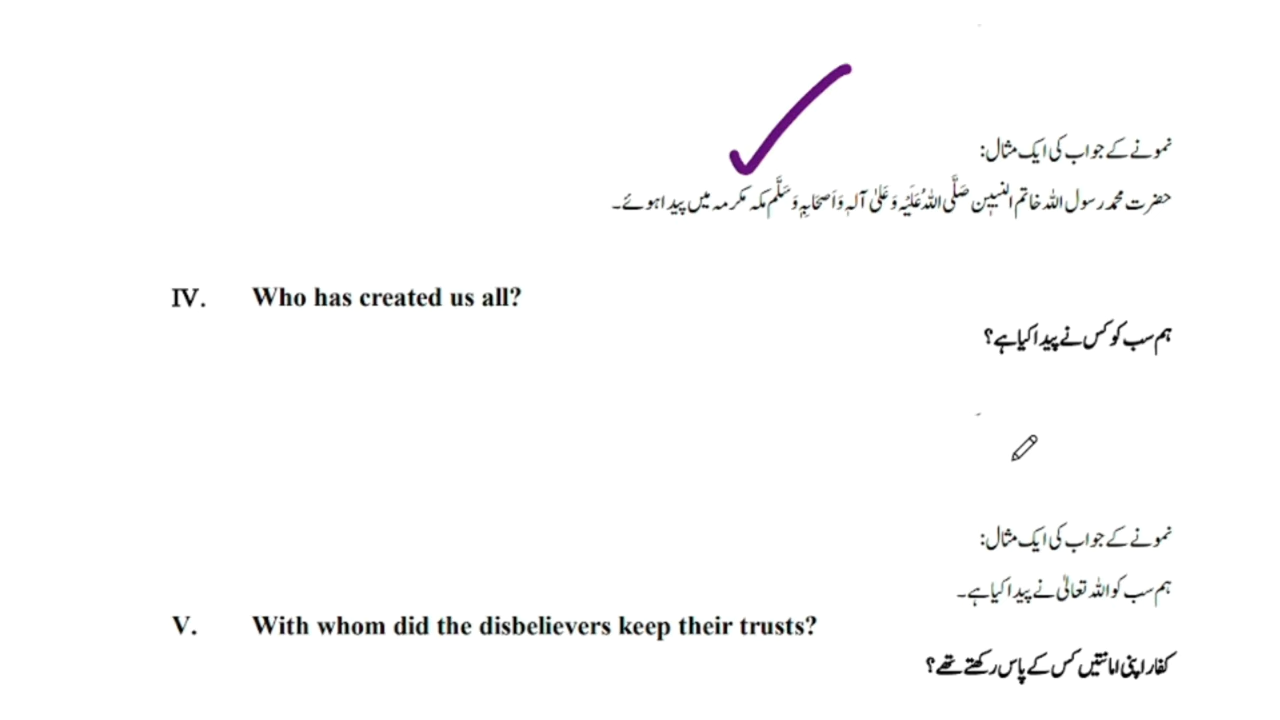 نمونے کے جواب کی ایک مثال:
حضرت محمد رسول اللہ خاتم النبیین صَلَّی اللہُ عَلَیْہِ وَعَلٰی آلہٖ وَاَصحَابِہٖ وَسَلَّم مکہ مکرمہ میں پیدا ہوئے۔
IV. Who has created us all?
ہم سب کو کس نے پیدا کیا ہے؟
نمونے کے جواب کی ایک مثال:
ہم سب کو اللہ تعالیٰ نے پیدا کیا ہے۔
V. With whom did the disbelievers keep their trusts?
کفار اپنی امانتیں کس کے پاس رکھتے تھے؟